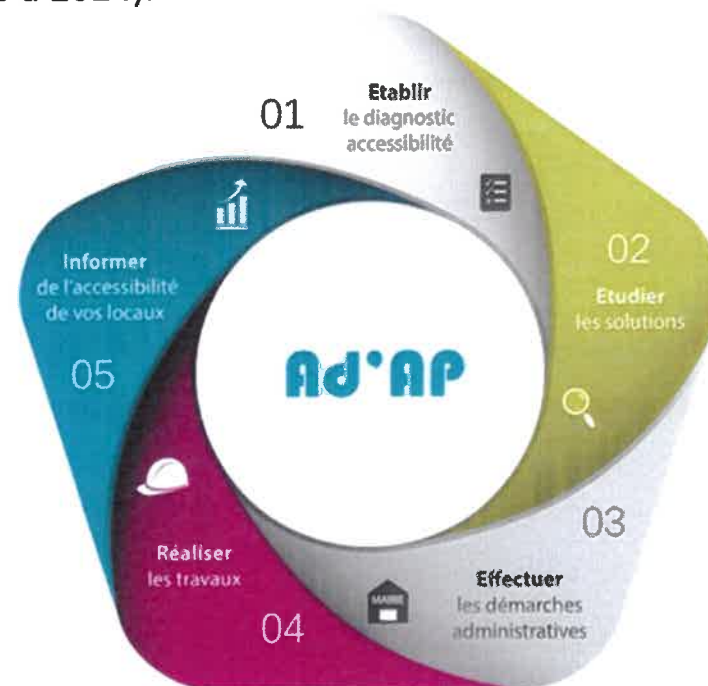 01
Etablir
le diagnostic
accessibilité
02
Etudier
les solutions
03
Effectuer
les démarches
administratives
MAIRIE
04
Réaliser
les travaux
05
Informer
de l'accessibilité
de vos locaux
Ad'AP